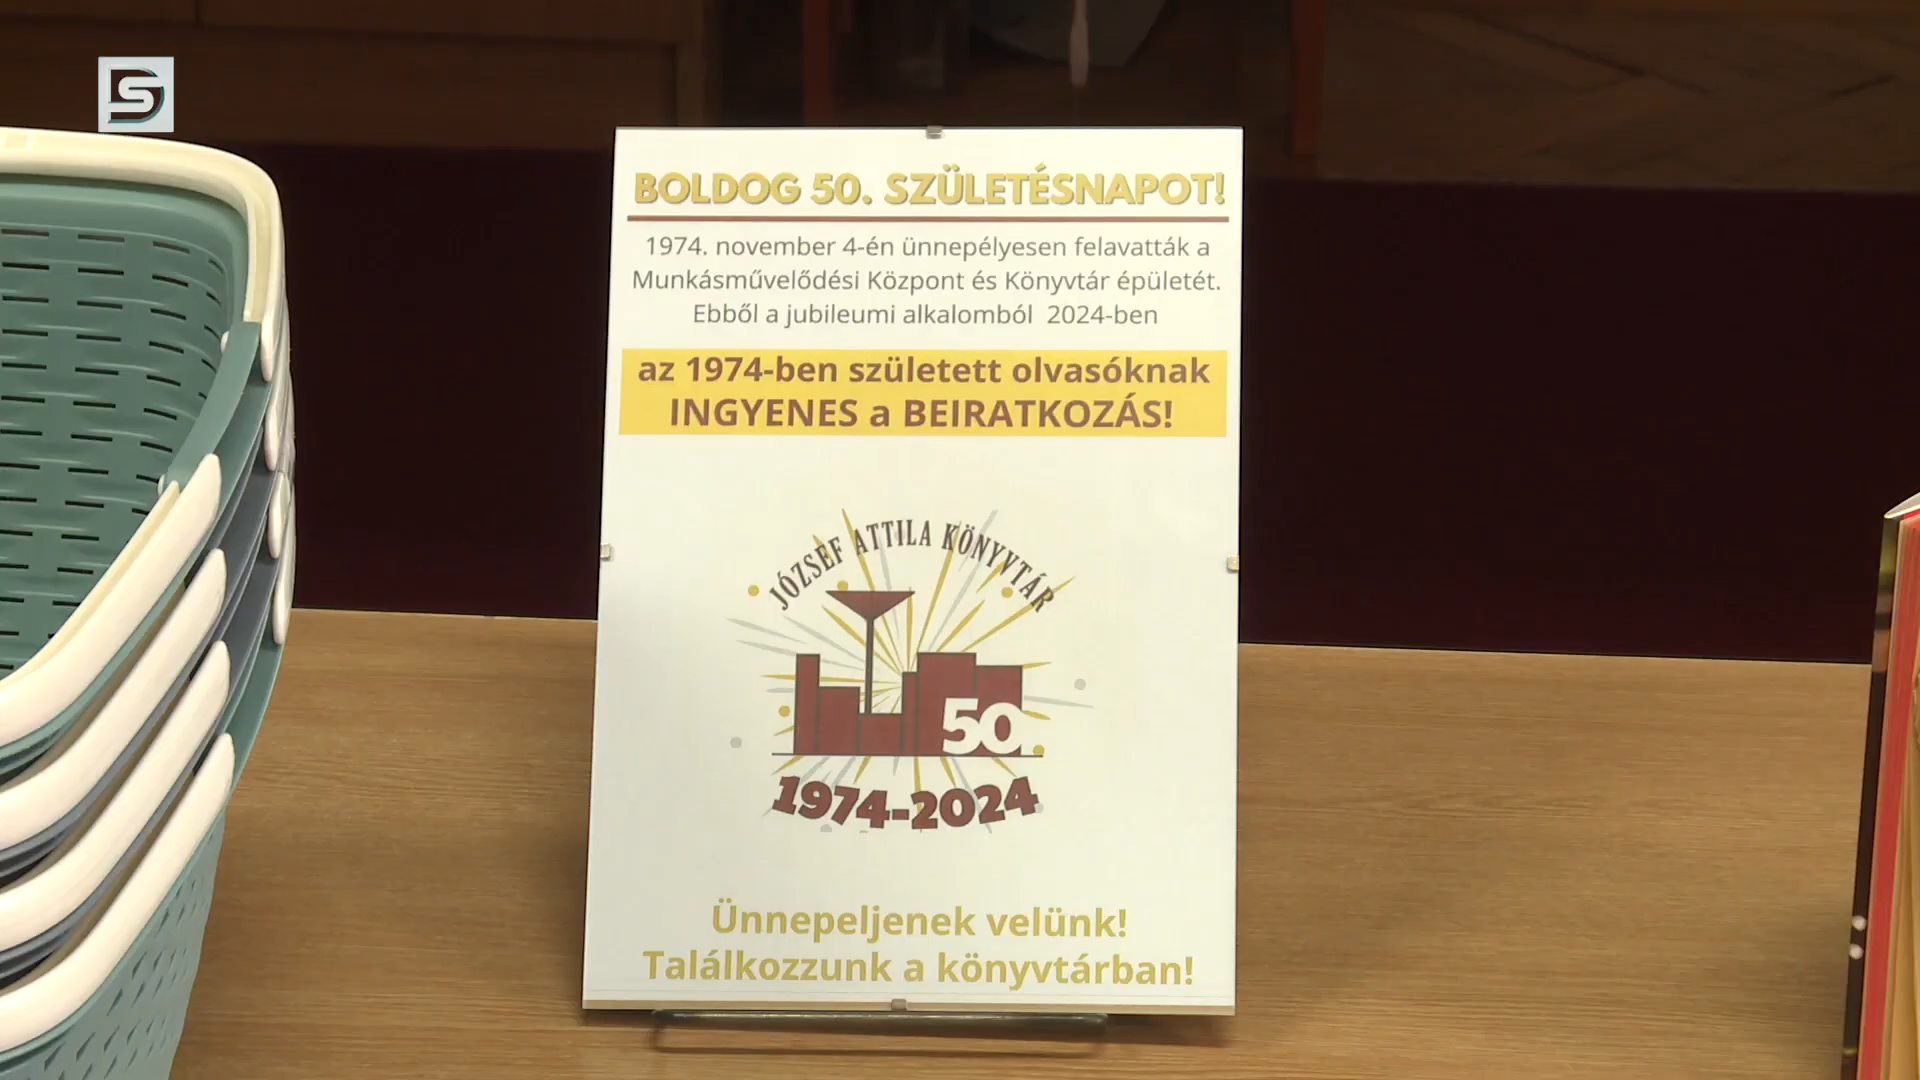 DS
BOLDOG 50. SZÜLETÉSNAPOT!
1974. november 4-én ünnepélyesen felavatták a
Munkásművelődési Központ és Könyvtár épületét.
Ebből a jubileumi alkalomból 2024-ben
az 1974-ben született olvasóknak
INGYENES a BEIRATKOZÁS!
JÓZSEF ATTILA KÖNYVTÁR
50.
1974-2024
Ünnepeljenek velünk!
Találkozzunk a könyvtárban!